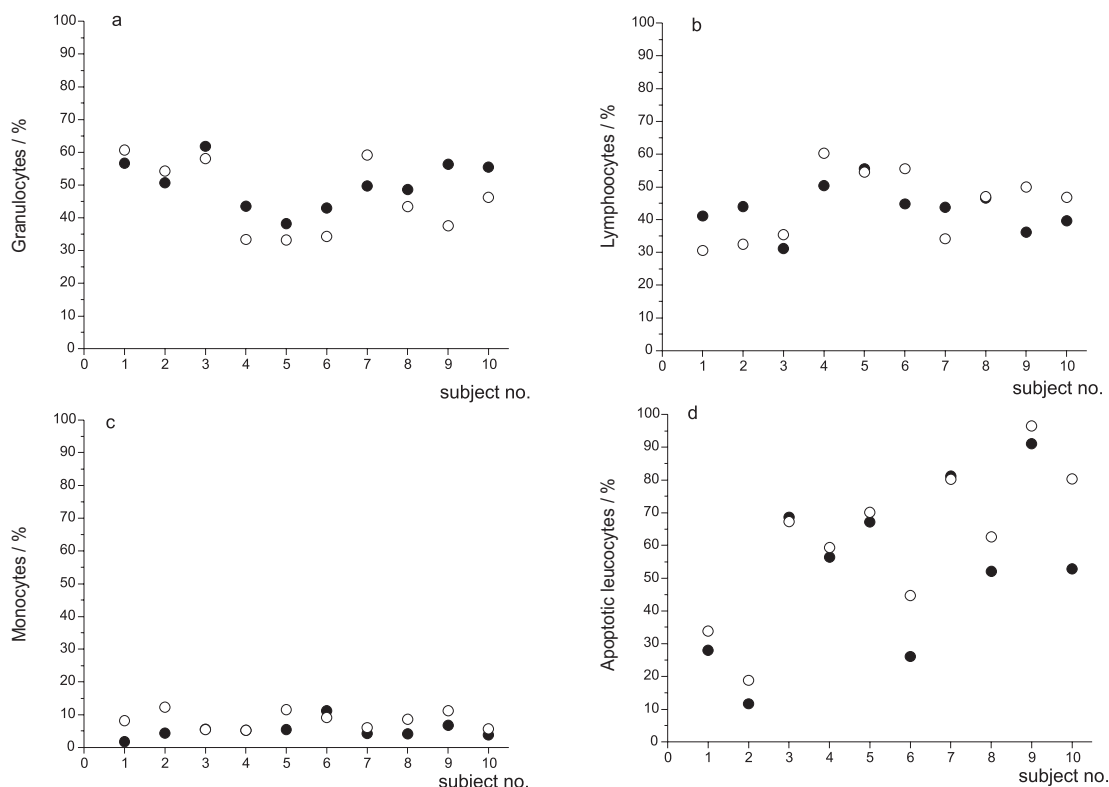 a
100
90
80
70
60
50
40
30
20
10
0
Granulocytes / %
0 1 2 3 4 5 6 7 8 9 10
subject no.
b
100
90
80
70
60
50
40
30
20
10
0
Lymphoocytes / %
0 1 2 3 4 5 6 7 8 9 10
subject no.
c
100
90
80
70
60
50
40
30
20
10
0
Monocytes / %
0 1 2 3 4 5 6 7 8 9 10
subject no.
d
100
90
80
70
60
50
40
30
20
10
0
Apoptotic leucocytes / %
0 1 2 3 4 5 6 7 8 9 10
subject no.